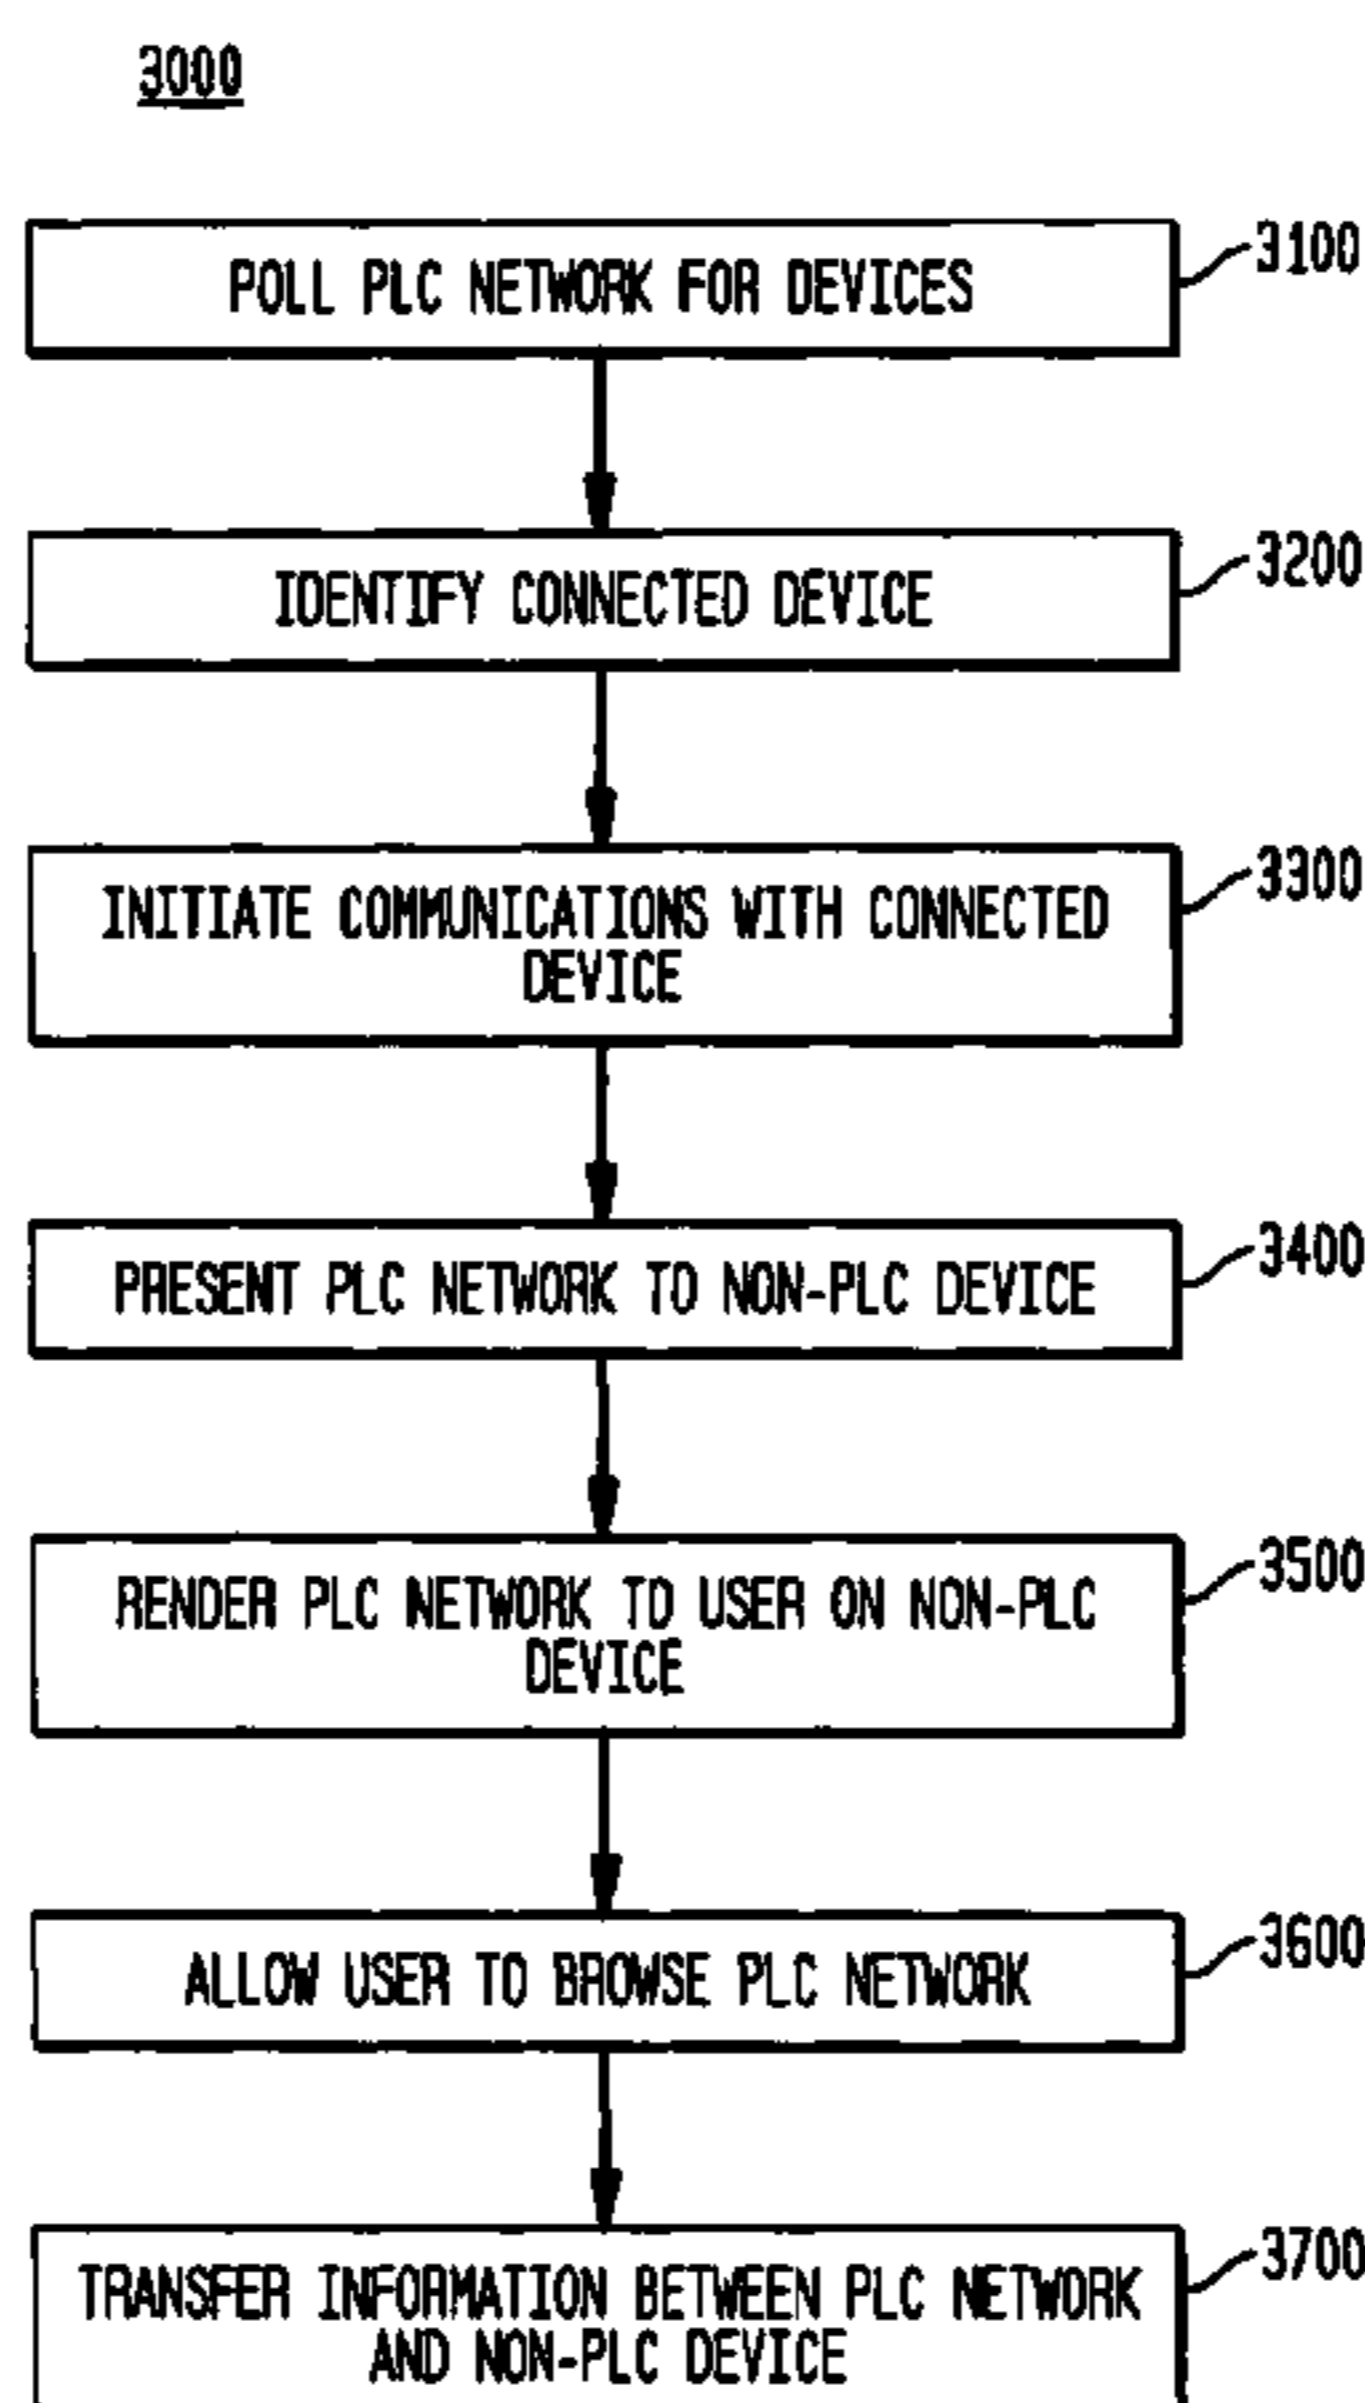 3000
POLL PLC NETWORK FOR DEVICES
3100
IDENTIFY CONNECTED DEVICE
3200
INITIATE COMMUNICATIONS WITH CONNECTED
DEVICE
3300
PRESENT PLC NETWORK TO NON-PLC DEVICE
3400
RENDER PLC NETWORK TO USER ON NON-PLC
DEVICE
3500
ALLOW USER TO BROWSE PLC NETWORK
3600
TRANSFER INFORMATION BETWEEN PLC NETWORK
AND NON-PLC DEVICE
3700